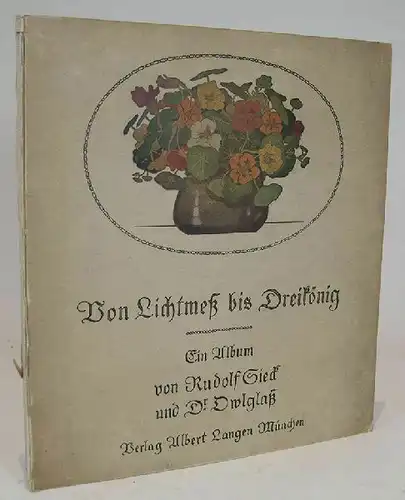 Von Lichtmeß bis Dreikönig
Ein Album
von Rudolf Sieck
und Dr Owlglaß
Verlag Albert Langen München